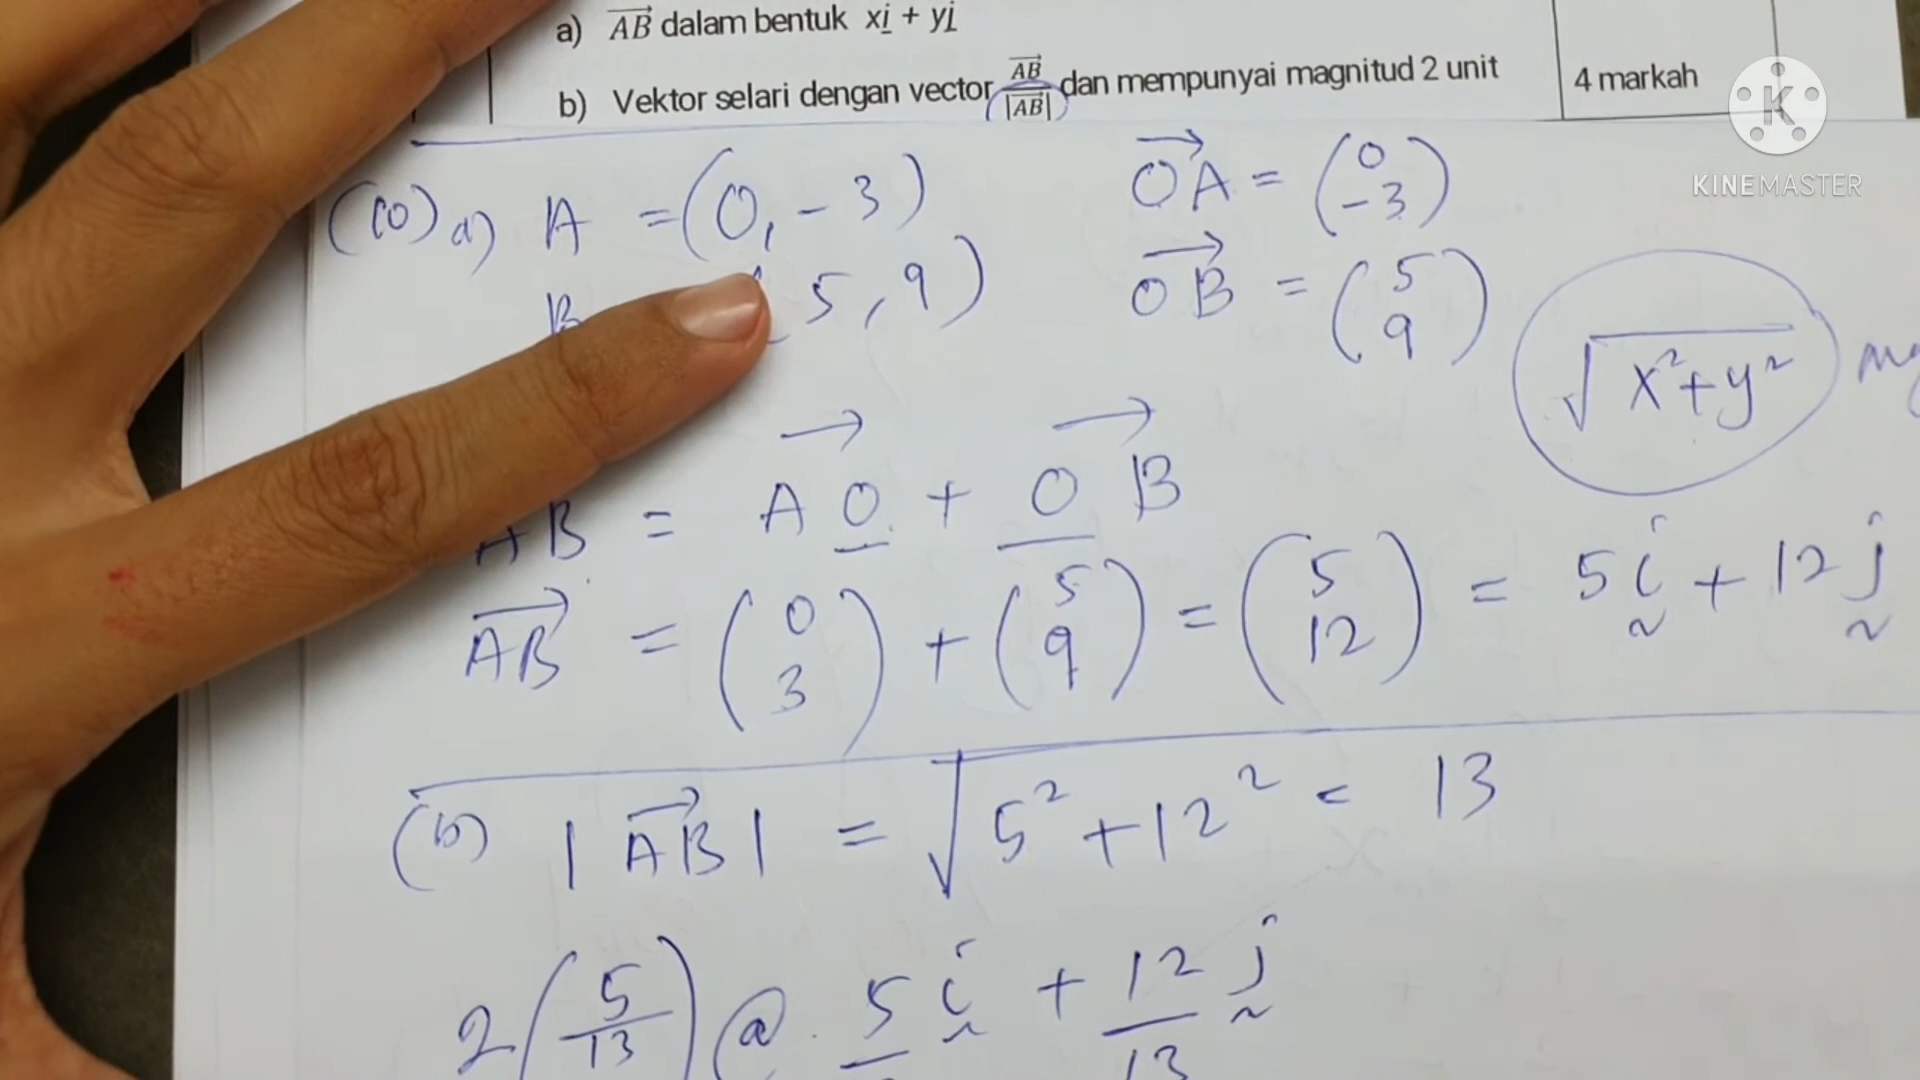 a) AB dalam bentuk xi + yj
b) Vektor selari dengan vector AB/|AB| dan mempunyai magnitud 2 unit
4 markah
K
KINEMASTER
(10) a) A = (0, -3)
OA = (0 -3)
B (5, 9)
OB = (5 9)
√x²+y²
AB = AO + OB
AB = (0 3) + (5 9) = (5 12) = 5i + 12j
(b) |AB| = √5² + 12² = 13
2(5/13) @ 5i + 12/13 j